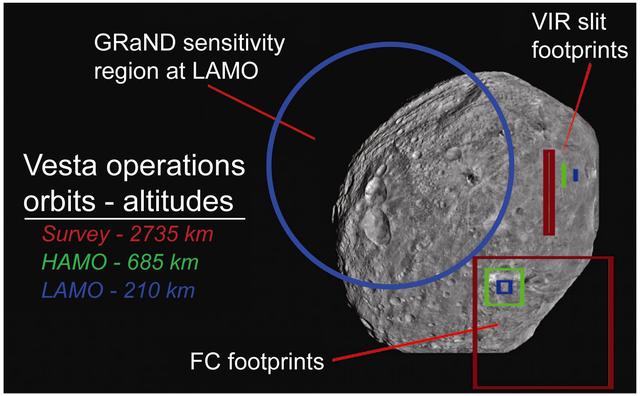 GRaND sensitivity
region at LAMO
VIR slit
footprints
Vesta operations
orbits - altitudes
Survey - 2735 km
HAMO - 685 km
LAMO - 210 km
FC footprints